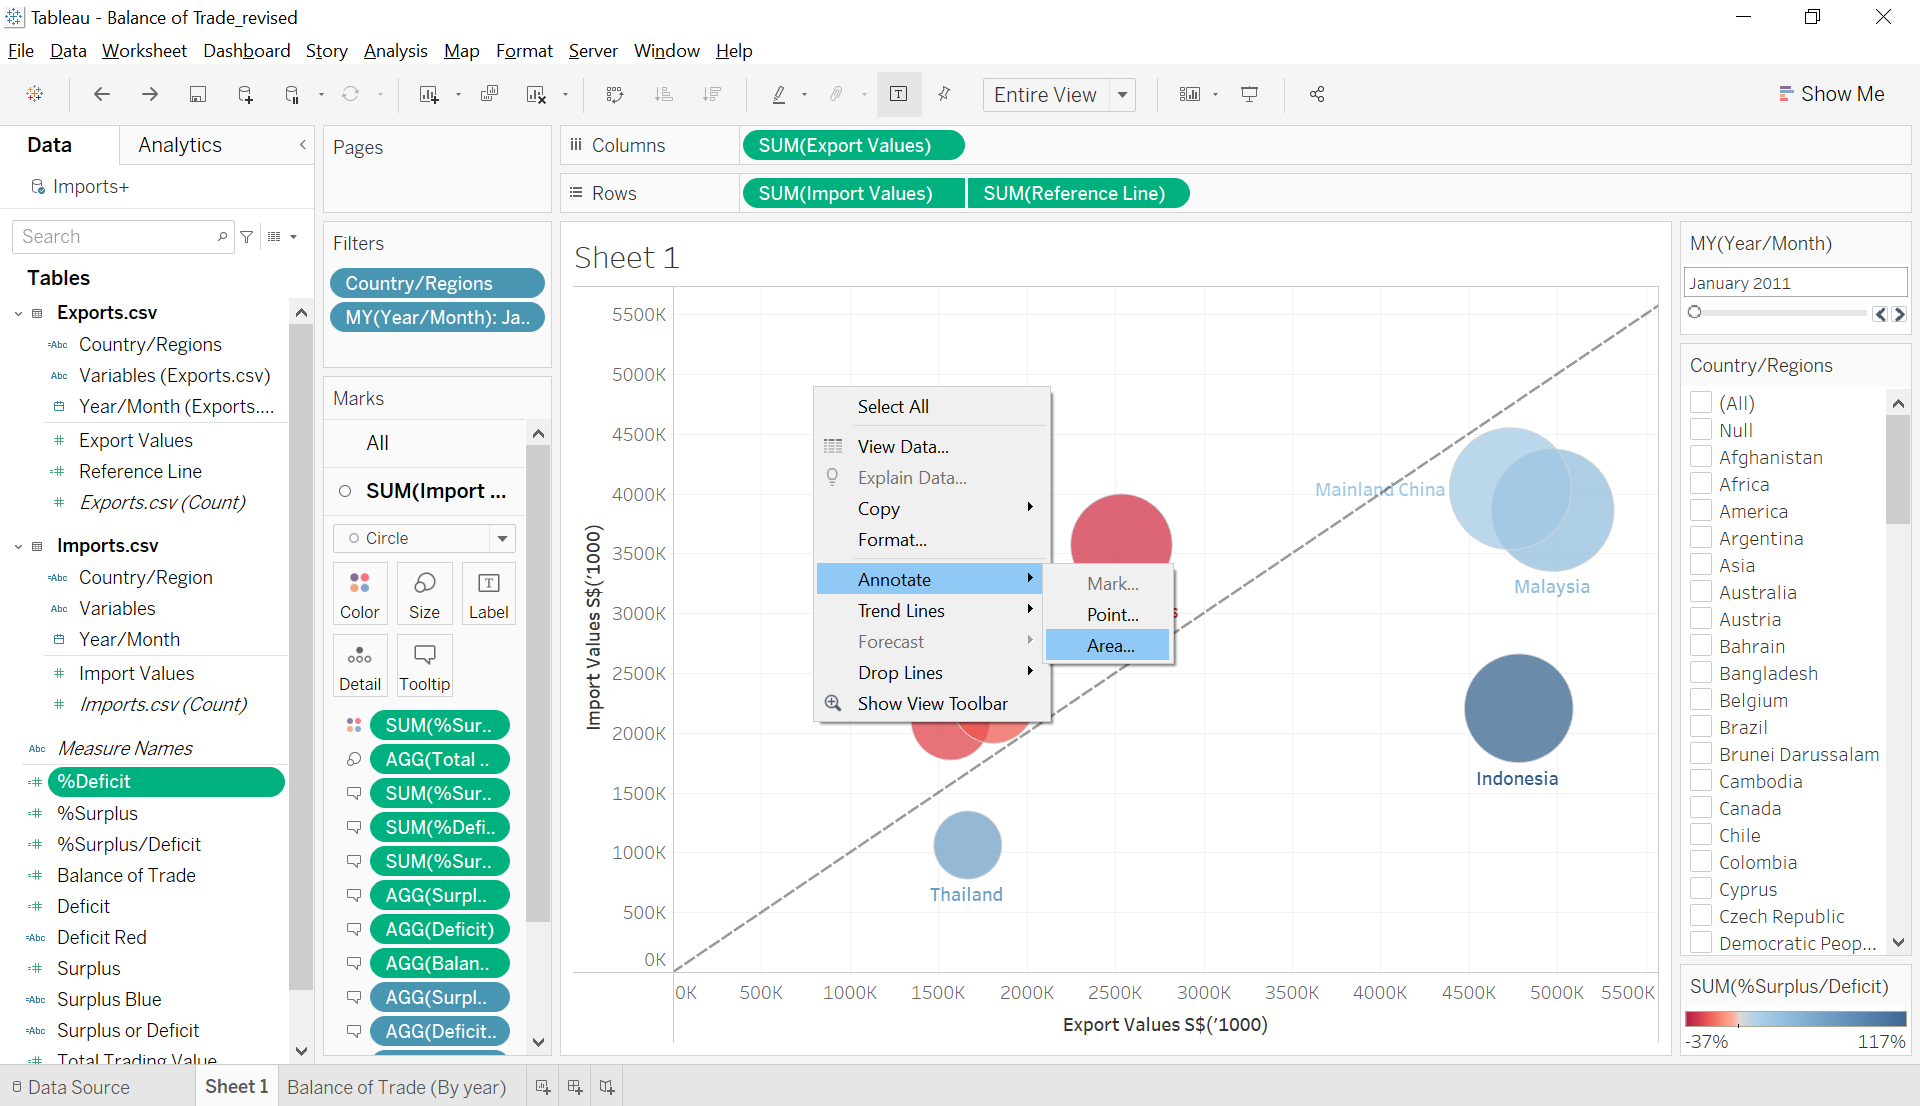 Tableau - Balance of Trade_revised
File Data Worksheet Dashboard Story Analysis Map Format Server Window Help
Entire View
Show Me
Data Analytics
Imports+
Search
Tables
Exports.csv
Abc Country/Regions
Abc Variables (Exports.csv)
Year/Month (Exports....
Export Values
Reference Line
Exports.csv (Count)
Imports.csv
Abc Country/Region
Abc Variables
Year/Month
Import Values
Imports.csv (Count)
Abc Measure Names
%Deficit
%Surplus
%Surplus/Deficit
Balance of Trade
Deficit
Abc Deficit Red
Surplus
Abc Surplus Blue
Abc Surplus or Deficit
Total Trading Value
Pages
Filters
Country/Regions
MY(Year/Month): Ja..
Marks
All
SUM(Import ...
Circle
Color Size Label
Detail Tooltip
SUM(%Sur..
AGG(Total ..
SUM(%Sur..
SUM(%Defi..
SUM(%Sur..
AGG(Surpl..
AGG(Deficit)
AGG(Balan..
AGG(Surpl..
AGG(Deficit..
Columns SUM(Export Values)
Rows SUM(Import Values) SUM(Reference Line)
Sheet 1
5500K
5000K
4500K
4000K
3500K
3000K
2500K
2000K
1500K
1000K
500K
0K
Import Values S$('1000)
0K 500K 1000K 1500K 2000K 2500K 3000K 3500K 4000K 4500K 5000K 5500K
Export Values S$('1000)
Mainland China
Malaysia
Indonesia
Thailand
Select All
View Data...
Explain Data...
Copy
Format...
Annotate
Trend Lines
Forecast
Drop Lines
Show View Toolbar
Mark...
Point...
Area...
MY(Year/Month)
January 2011
Country/Regions
(All)
Null
Afghanistan
Africa
America
Argentina
Asia
Australia
Austria
Bahrain
Bangladesh
Belgium
Brazil
Brunei Darussalam
Cambodia
Canada
Chile
Colombia
Cyprus
Czech Republic
Democratic Peop...
SUM(%Surplus/Deficit)
-37% 117%
Data Source Sheet 1 Balance of Trade (By year)